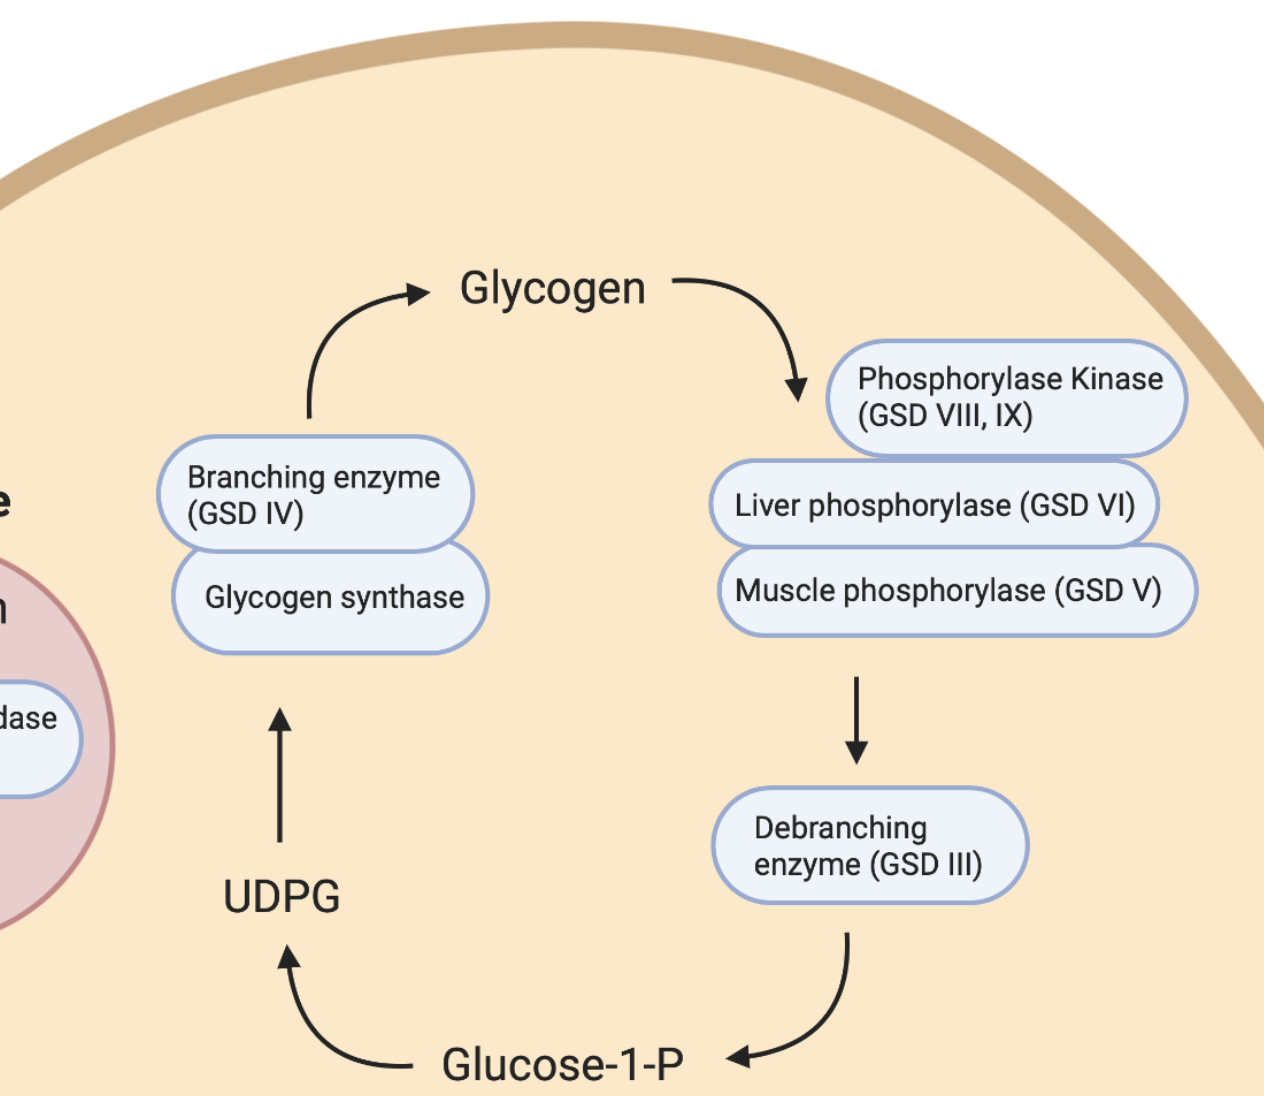 Glycogen
Phosphorylase Kinase
(GSD VIII, IX)
Branching enzyme
(GSD IV)
Liver phosphorylase (GSD VI)
Glycogen synthase
Muscle phosphorylase (GSD V)
Debranching
enzyme (GSD III)
UDPG
Glucose-1-P